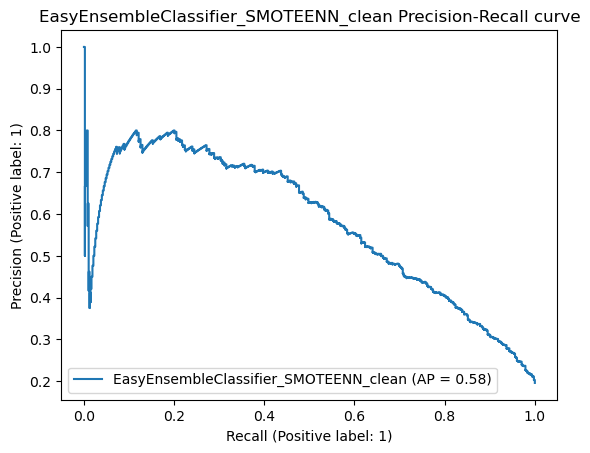 EasyEnsembleClassifier_SMOTEENN_clean Precision-Recall curve
1.0
0.9
0.8
0.7
0.6
0.5
0.4
0.3
0.2
Precision (Positive label: 1)
EasyEnsembleClassifier_SMOTEENN_clean (AP = 0.58)
0.0 0.2 0.4 0.6 0.8 1.0
Recall (Positive label: 1)